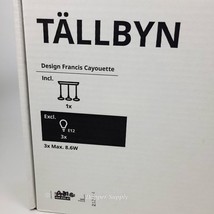 TÄLLBYN
Design Francis Cayouette
Incl.
1x
Excl.
E12
3x
3x Max. 8.6W